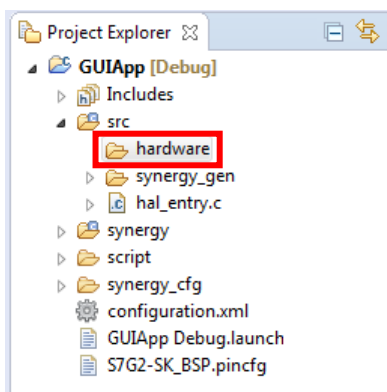 Project Explorer
GUIApp [Debug]
Includes
src
hardware
synergy_gen
hal_entry.c
synergy
script
synergy_cfg
configuration.xml
GUIApp Debug.launch
S7G2-SK_BSP.pincfg